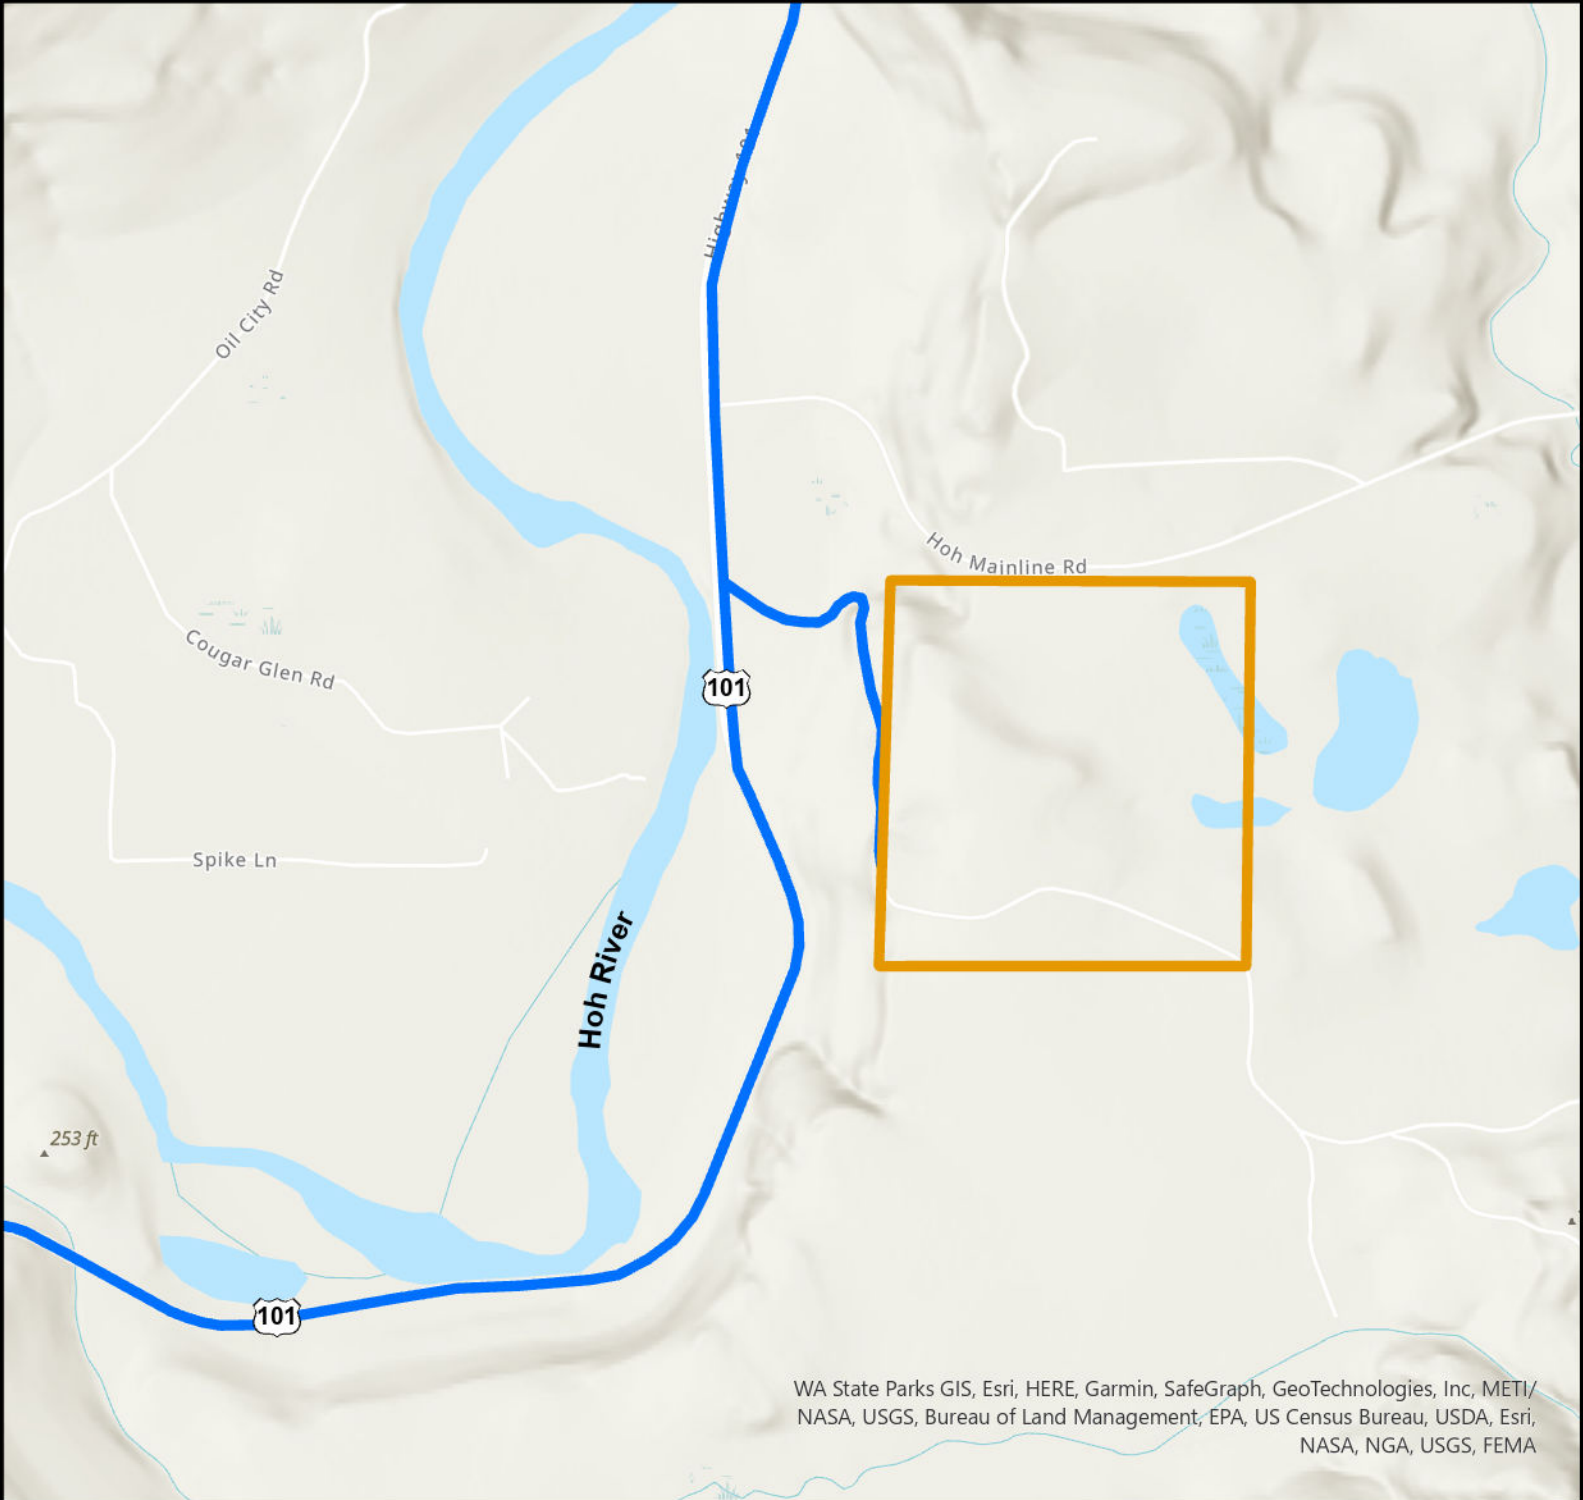 Highway 101
Oil City Rd
Hoh Mainline Rd
Cougar Glen Rd
101
Spike Ln
Hoh River
253 ft
101
WA State Parks GIS, Esri, HERE, Garmin, SafeGraph, GeoTechnologies, Inc, METI/
NASA, USGS, Bureau of Land Management, EPA, US Census Bureau, USDA, Esri,
NASA, NGA, USGS, FEMA